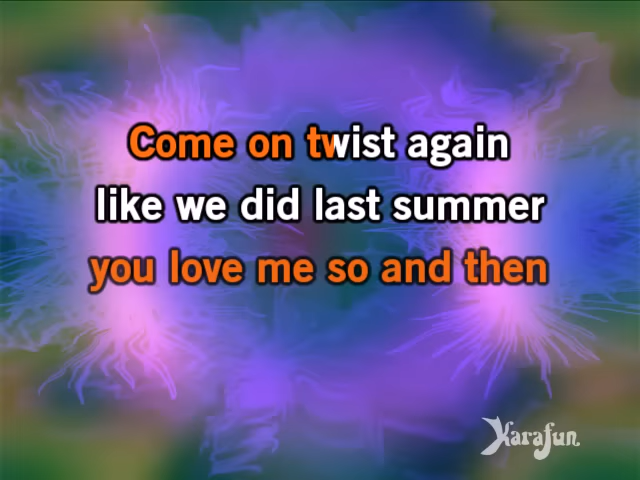 Come on twist again
like we did last summer
you love me so and then
Karafun